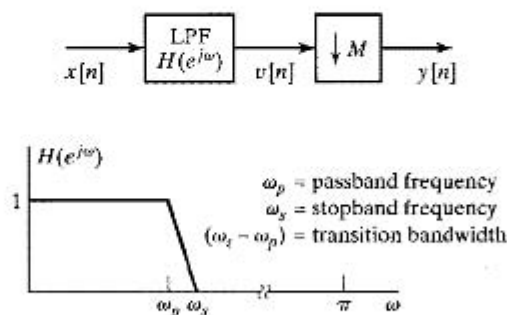 LPF
H(e^{jω})
↓ M
x[n]
v[n]
y[n]
H(e^{jω})
1
ω_p = passband frequency
ω_s = stopband frequency
(ω_s − ω_p) = transition bandwidth
ω_p ω_s π ω